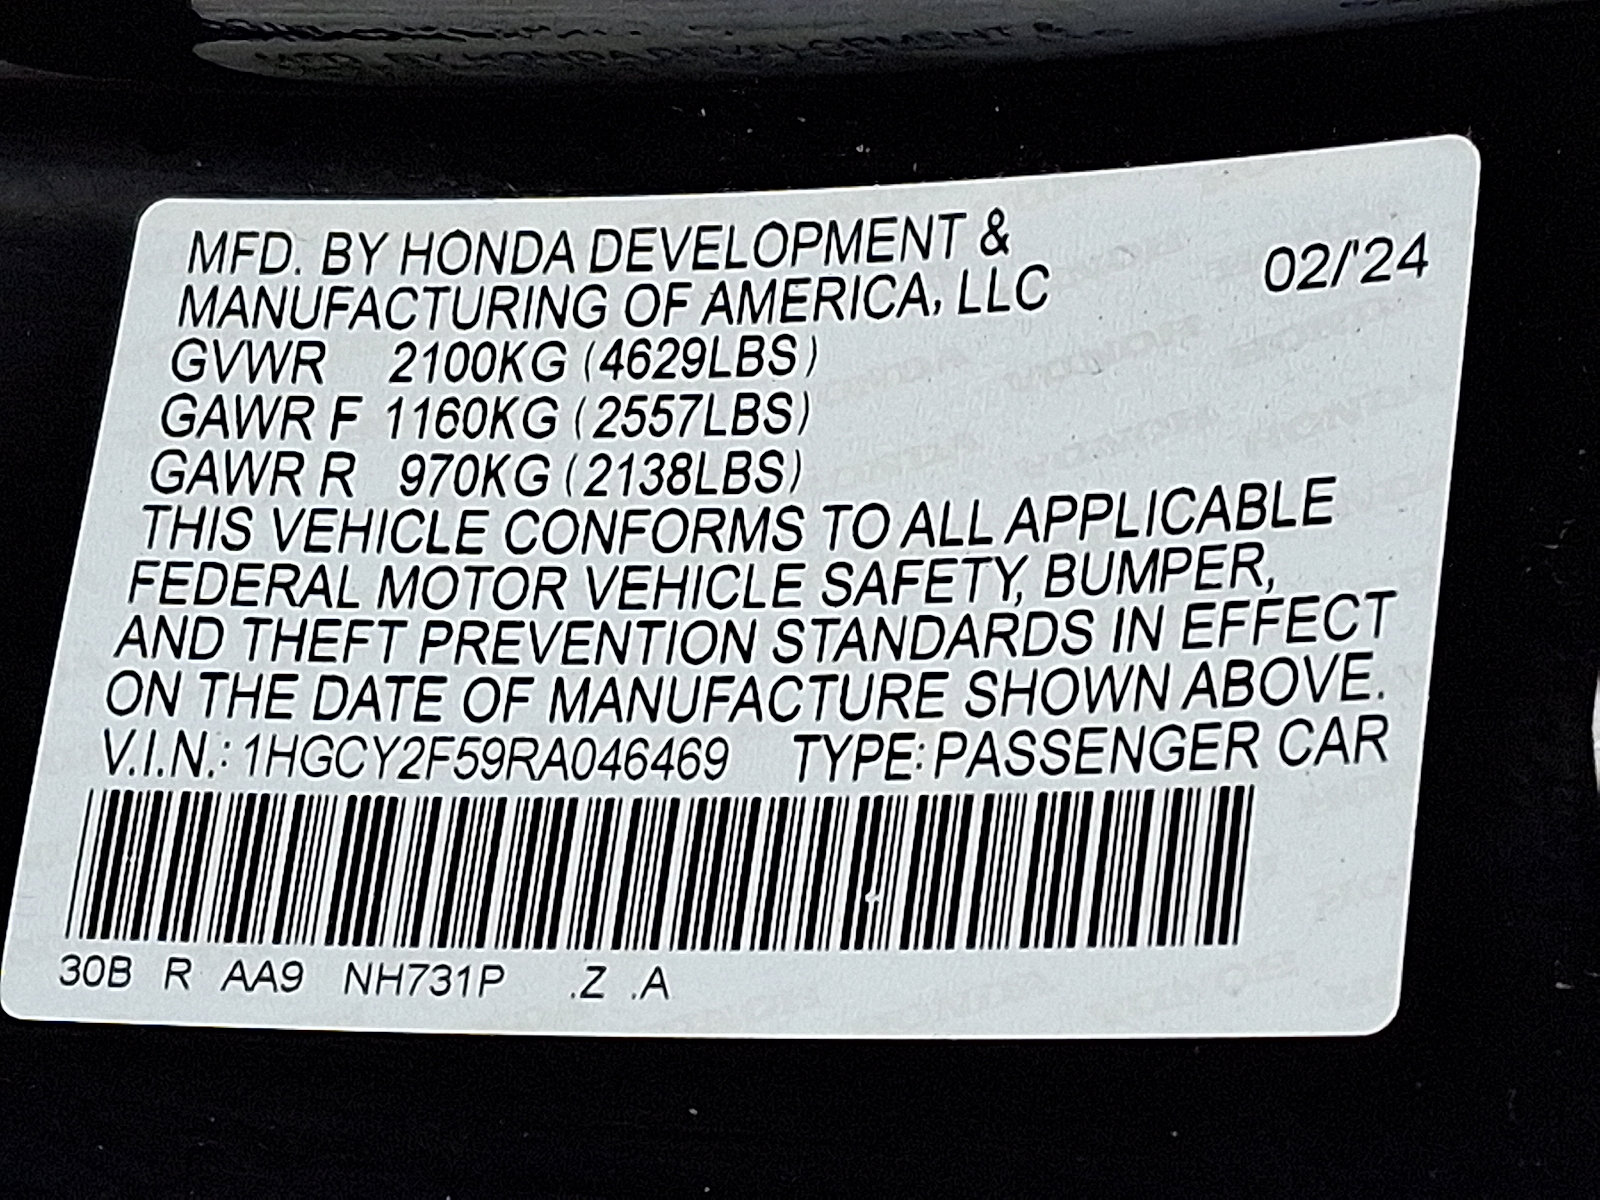 MFD. BY HONDA DEVELOPMENT &
MANUFACTURING OF AMERICA, LLC
02/'24
GVWR 2100KG (4629LBS)
GAWR F 1160KG (2557LBS)
GAWR R 970KG (2138LBS)
THIS VEHICLE CONFORMS TO ALL APPLICABLE
FEDERAL MOTOR VEHICLE SAFETY, BUMPER,
AND THEFT PREVENTION STANDARDS IN EFFECT
ON THE DATE OF MANUFACTURE SHOWN ABOVE.
V.I.N.: 1HGCY2F59RA046469 TYPE: PASSENGER CAR
30B R AA9 NH731P .Z .A